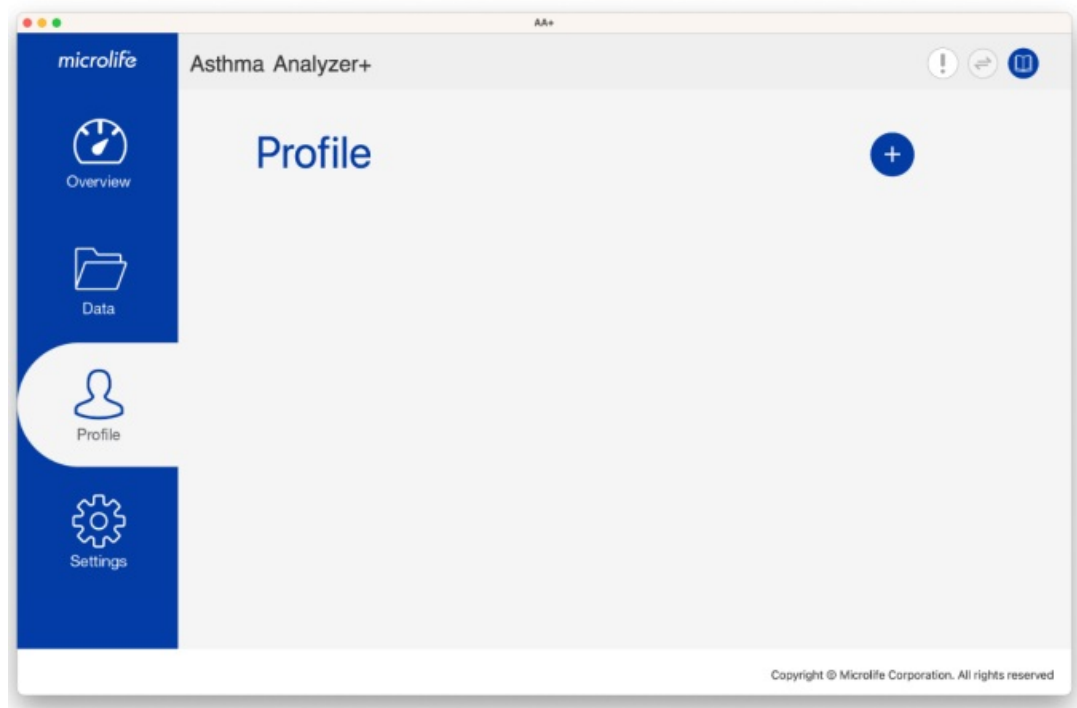 AA+
microlife
Asthma Analyzer+
Overview
Profile
+
Data
Profile
Settings
Copyright © Microlife Corporation. All rights reserved